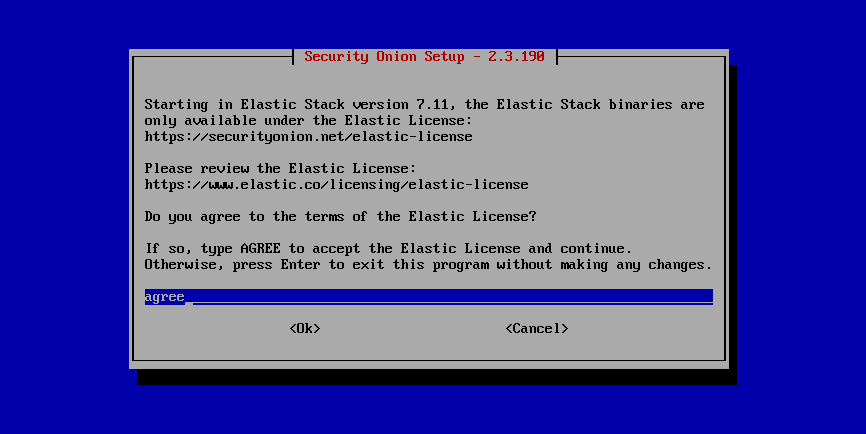 Security Onion Setup - 2.3.190
Starting in Elastic Stack version 7.11, the Elastic Stack binaries are
only available under the Elastic License:
https://securityonion.net/elastic-license
Please review the Elastic License:
https://www.elastic.co/licensing/elastic-license
Do you agree to the terms of the Elastic License?
If so, type AGREE to accept the Elastic License and continue.
Otherwise, press Enter to exit this program without making any changes.
agree
<Ok> <Cancel>